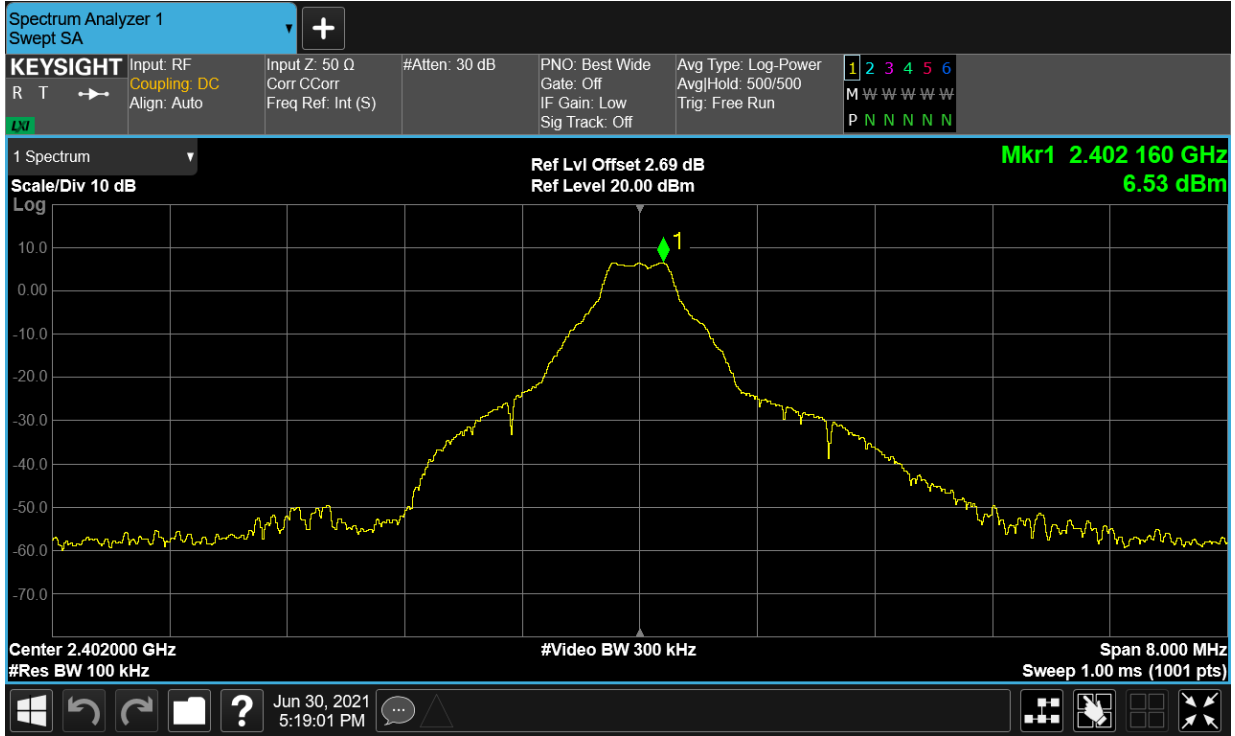 Spectrum Analyzer 1
Swept SA
KEYSIGHT Input: RF Input Z: 50 Ω #Atten: 30 dB PNO: Best Wide Avg Type: Log-Power 1 2 3 4 5 6
R T Coupling: DC Corr CCorr Gate: Off Avg|Hold: 500/500 M W W W W W
Align: Auto Freq Ref: Int (S) IF Gain: Low Trig: Free Run
LXI Sig Track: Off P N N N N N N
1 Spectrum Ref Lvl Offset 2.69 dB Mkr1 2.402 160 GHz
Scale/Div 10 dB Ref Level 20.00 dBm 6.53 dBm
Log
1
10.0
0.00
-10.0
-20.0
-30.0
-40.0
-50.0
-60.0
-70.0
Center 2.402000 GHz #Video BW 300 kHz Span 8.000 MHz
#Res BW 100 kHz Sweep 1.00 ms (1001 pts)
? Jun 30, 2021
5:19:01 PM